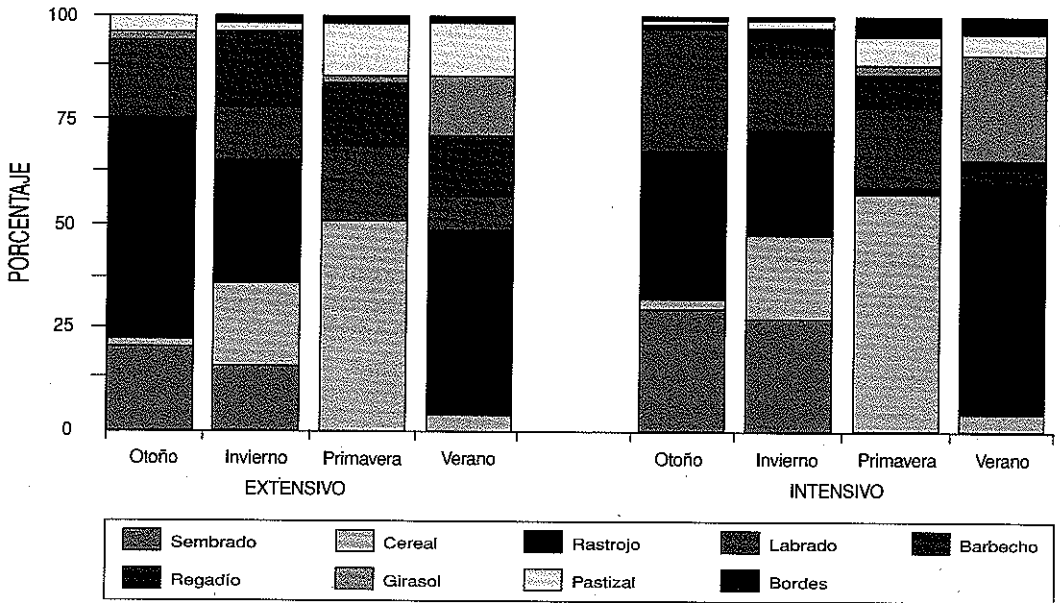 100
75
50
25
0
PORCENTAJE
Otoño Invierno Primavera Verano
EXTENSIVO
Otoño Invierno Primavera Verano
INTENSIVO
Sembrado Cereal Rastrojo Labrado Barbecho
Regadío Girasol Pastizal Bordes